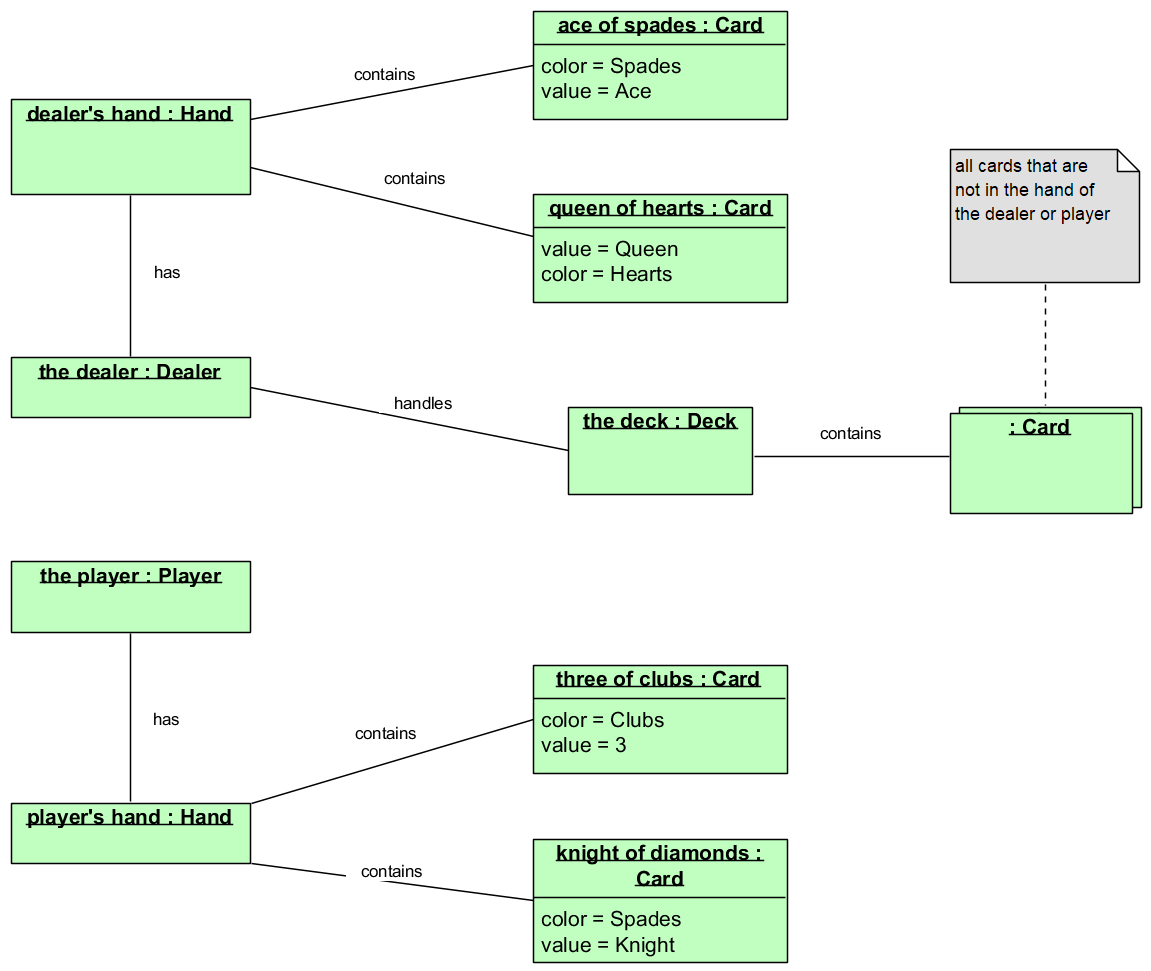 ace of spades : Card
color = Spades
value = Ace
contains
dealer's hand : Hand
contains
queen of hearts : Card
value = Queen
color = Hearts
all cards that are
not in the hand of
the dealer or player
has
the dealer : Dealer
handles
the deck : Deck
contains
: Card
the player : Player
has
three of clubs : Card
color = Clubs
value = 3
contains
player's hand : Hand
contains
knight of diamonds :
Card
color = Spades
value = Knight